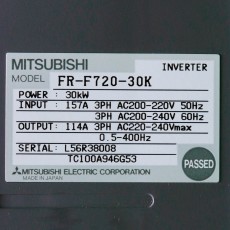 MITSUBISHI INVERTER
MODEL FR-F720-30K
POWER : 30kW
INPUT : 157A 3PH AC200-220V 50Hz
3PH AC200-240V 60Hz
OUTPUT: 114A 3PH AC220-240Vmax
0.5-400Hz
SERIAL: L56R38008
TC100A946G53
PASSED
MITSUBISHI ELECTRIC CORPORATION
MADE IN JAPAN